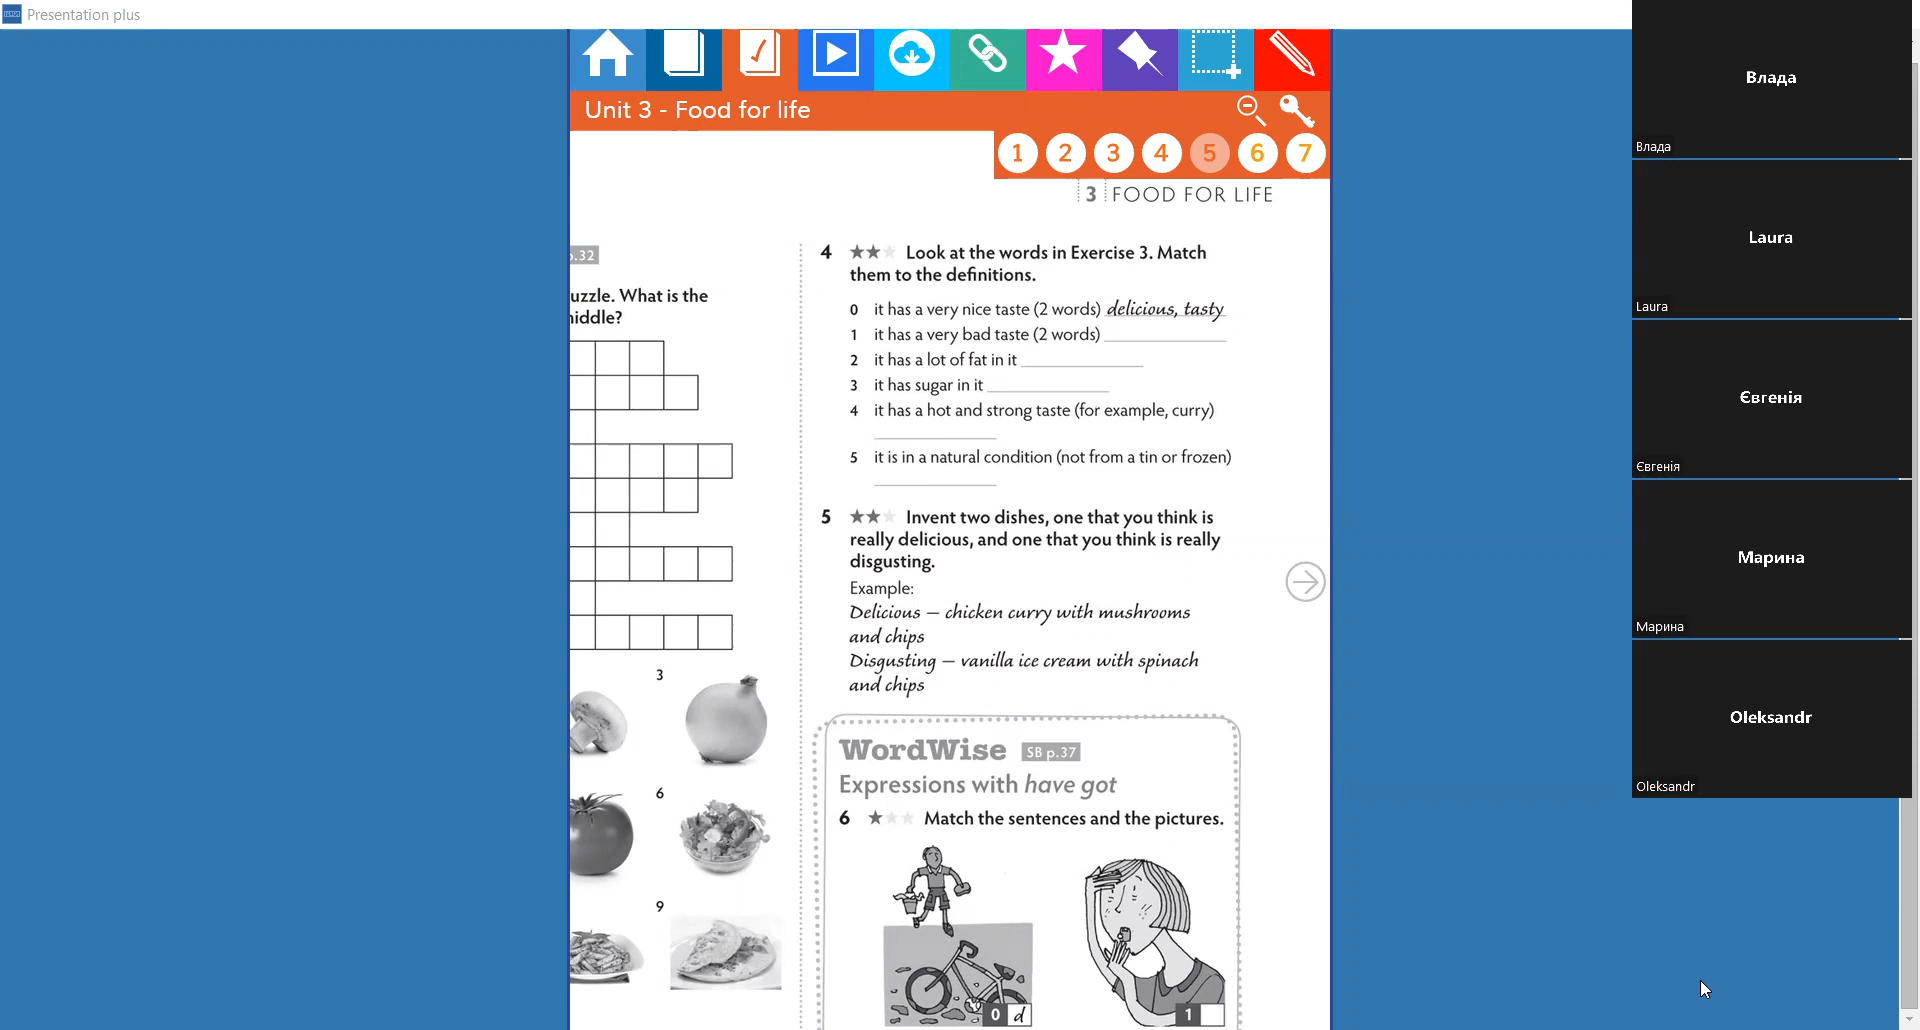 Presentation plus
Unit 3 - Food for life
1 2 3 4 5 6 7
3 FOOD FOR LIFE
p.32
uzzle. What is the
iddle?
3
6
9
4 Look at the words in Exercise 3. Match
them to the definitions.
0 it has a very nice taste (2 words) delicious, tasty
1 it has a very bad taste (2 words)
2 it has a lot of fat in it
3 it has sugar in it
4 it has a hot and strong taste (for example, curry)
5 it is in a natural condition (not from a tin or frozen)
5 Invent two dishes, one that you think is
really delicious, and one that you think is really
disgusting.
Example:
Delicious – chicken curry with mushrooms
and chips
Disgusting – vanilla ice cream with spinach
and chips
WordWise SB p.37
Expressions with have got
6 Match the sentences and the pictures.
0 d
1
Влада
Влада
Laura
Laura
Євгенія
Євгенія
Марина
Марина
Oleksandr
Oleksandr